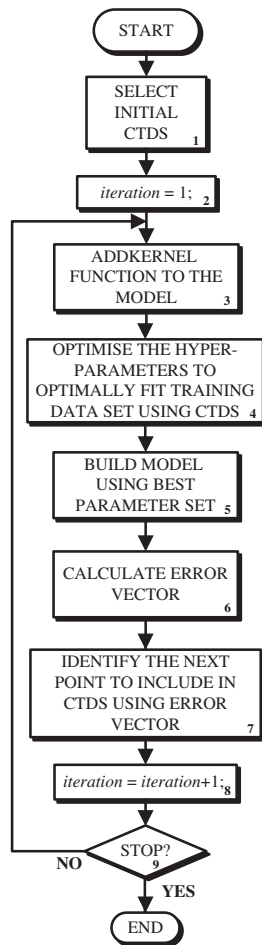 START
SELECT
INITIAL
CTDS
1
iteration = 1;
2
ADDKERNEL
FUNCTION TO THE
MODEL
3
OPTIMISE THE HYPER-
PARAMETERS TO
OPTIMALLY FIT TRAINING
DATA SET USING CTDS
4
BUILD MODEL
USING BEST
PARAMETER SET
5
CALCULATE ERROR
VECTOR
6
IDENTIFY THE NEXT
POINT TO INCLUDE IN
CTDS USING ERROR
VECTOR
7
iteration = iteration+1;
8
STOP?
9
NO
YES
END